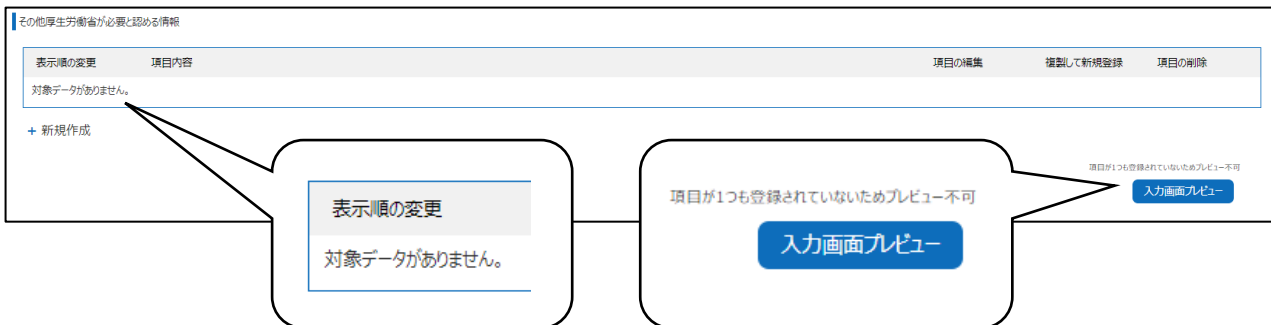 その他厚生労働省が必要と認める情報
表示順の変更 項目内容 項目の編集 複製して新規登録 項目の削除
対象データがありません。
+ 新規作成
項目が1つも登録されていないためプレビュー不可
入力画面プレビュー
表示順の変更
対象データがありません。
項目が1つも登録されていないためプレビュー不可
入力画面プレビュー